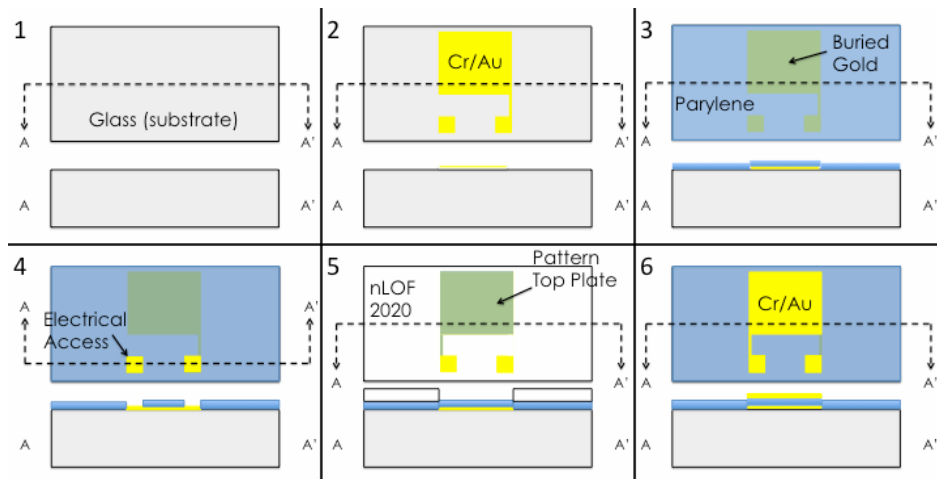 1
Glass (substrate)
A
A'
A
A'
2
Cr/Au
A
A'
A
A'
3
Buried
Gold
Parylene
A
A'
A
A'
4
A
A'
Electrical
Access
A
A'
5
Pattern
Top Plate
nLOF
2020
A
A'
A
A'
6
Cr/Au
A
A'
A
A'